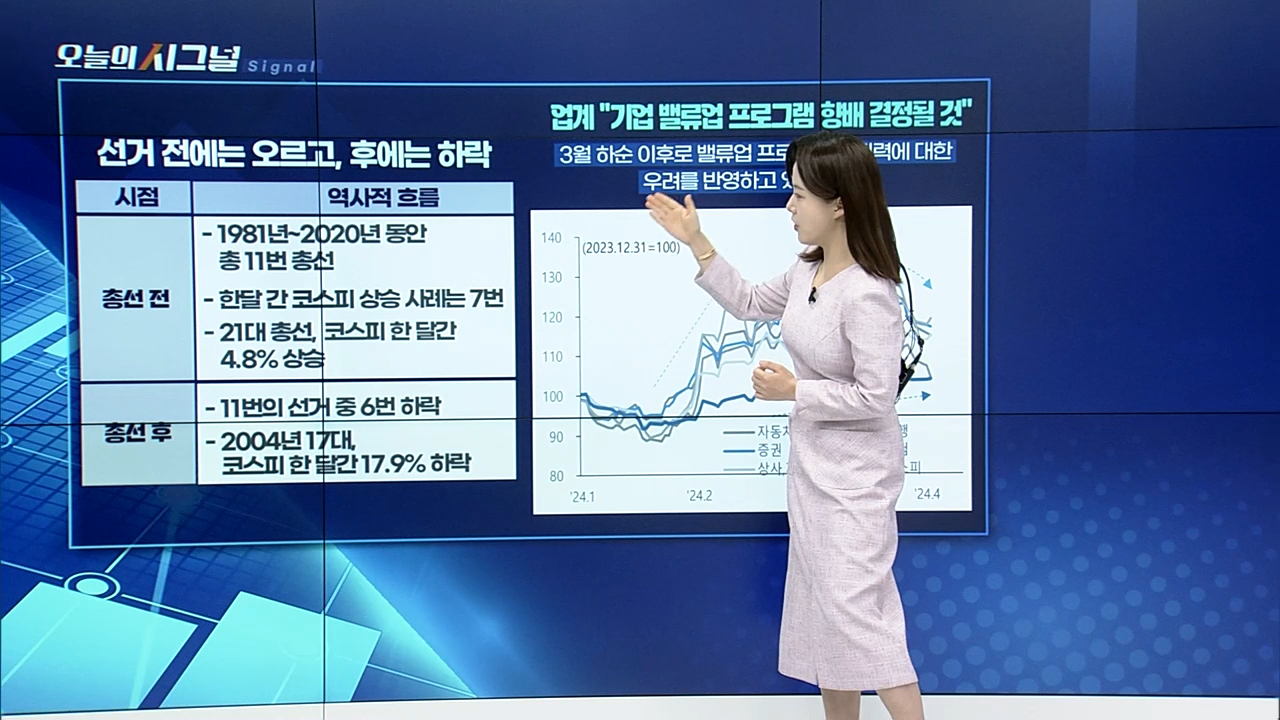 오늘의 시그널
Signal
선거 전에는 오르고, 후에는 하락
시점
역사적 흐름
총선 전
- 1981년~2020년 동안
총 11번 총선
- 한달 간 코스피 상승 사례는 7번
- 21대 총선, 코스피 한 달간
4.8% 상승
총선 후
- 11번의 선거 중 6번 하락
- 2004년 17대,
코스피 한 달간 17.9% 하락
업계 "기업 밸류업 프로그램 향배 결정될 것"
3월 하순 이후로 밸류업 대한
우려를 반영하고
(2023.12.31=100)
140
130
120
110
100
90
80
증권
'24.1
'24.2
'24.4